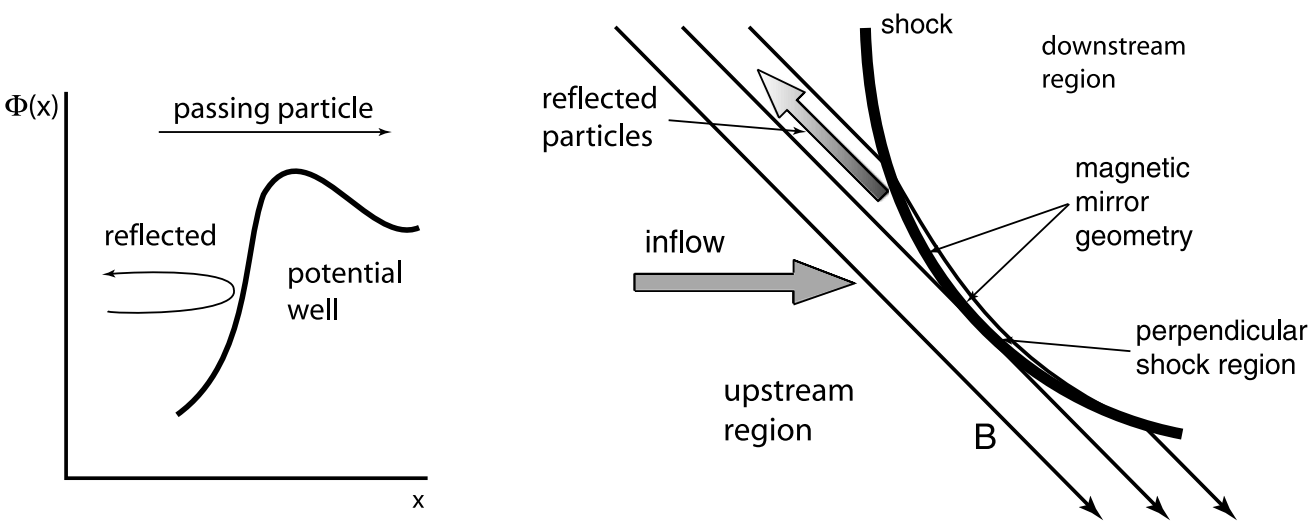 Φ(x)
passing particle
reflected
potential
well
x
shock
downstream
region
reflected
particles
magnetic
mirror
geometry
inflow
perpendicular
shock region
upstream
region
B